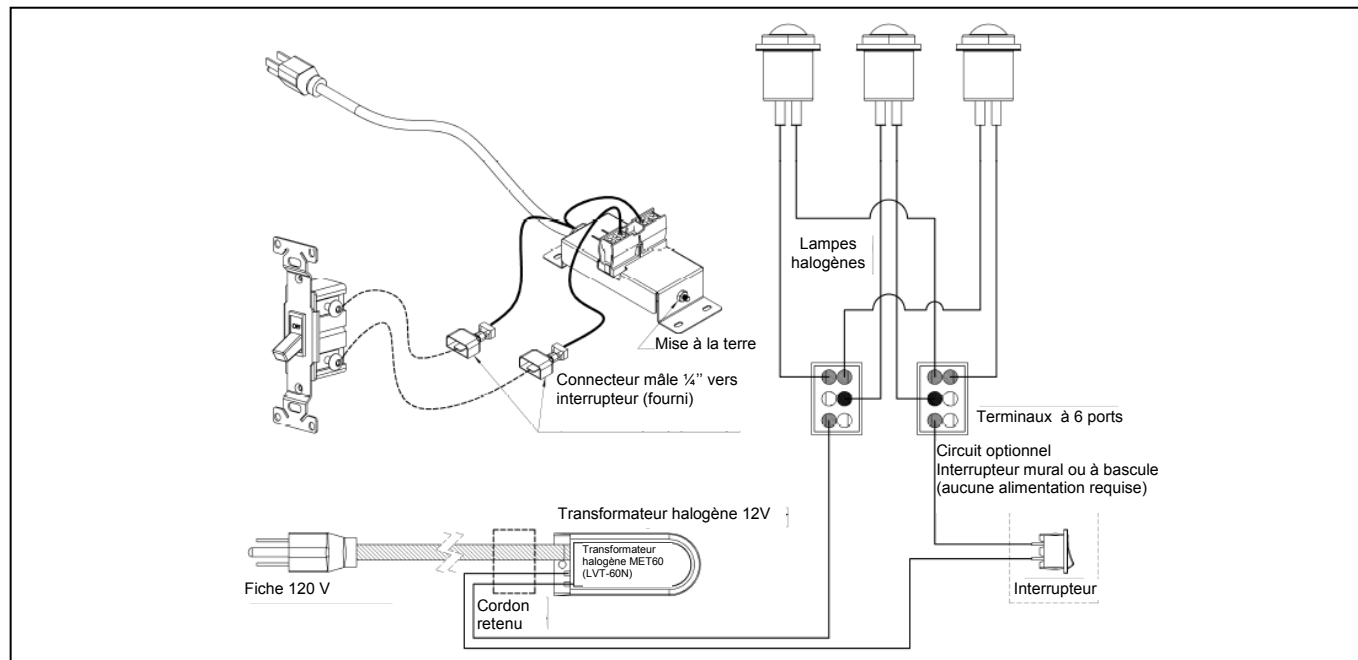 Lampes
halogènes
OFF
Mise à la terre
Connecteur mâle ¼’’ vers
interrupteur (fourni)
Terminaux à 6 ports
Circuit optionnel
Interrupteur mural ou à bascule
(aucune alimentation requise)
Transformateur halogène 12V
Transformateur
halogène MET60
(LVT-60N)
Fiche 120 V
Cordon
retenu
Interrupteur